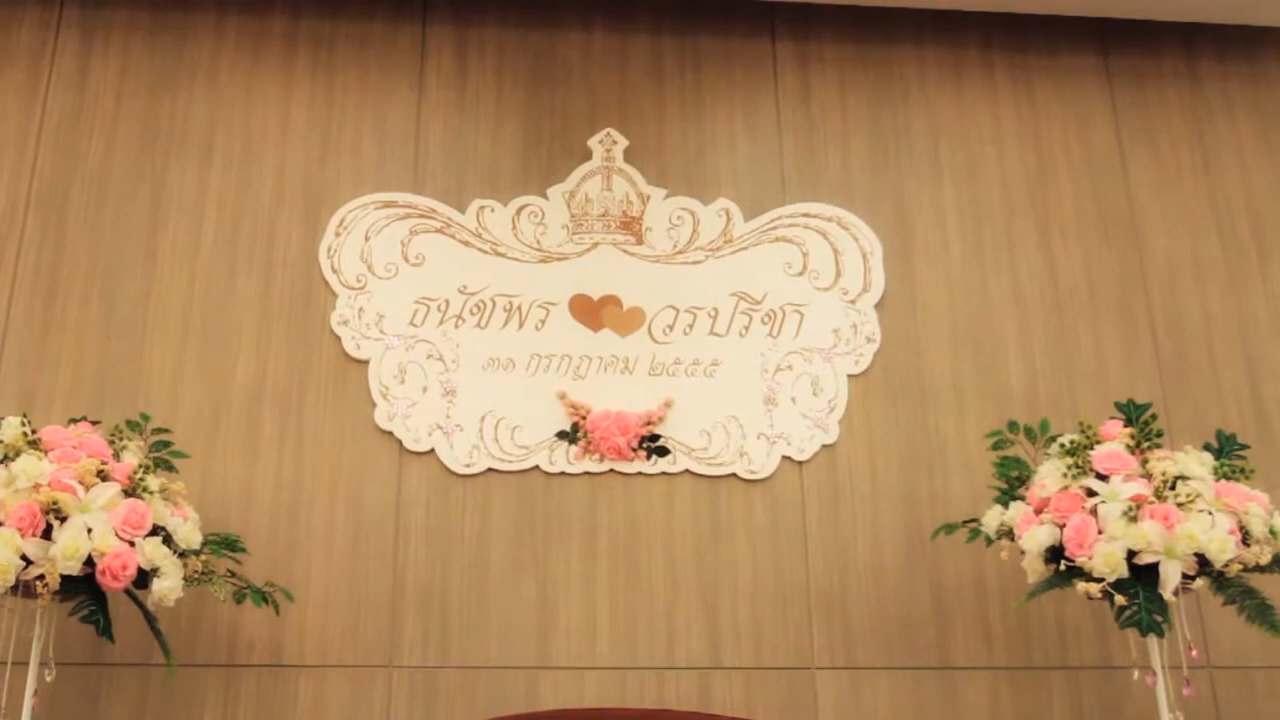 ธนัชพร วรปรีชา
๓๑ กรกฎาคม ๒๕๕๕